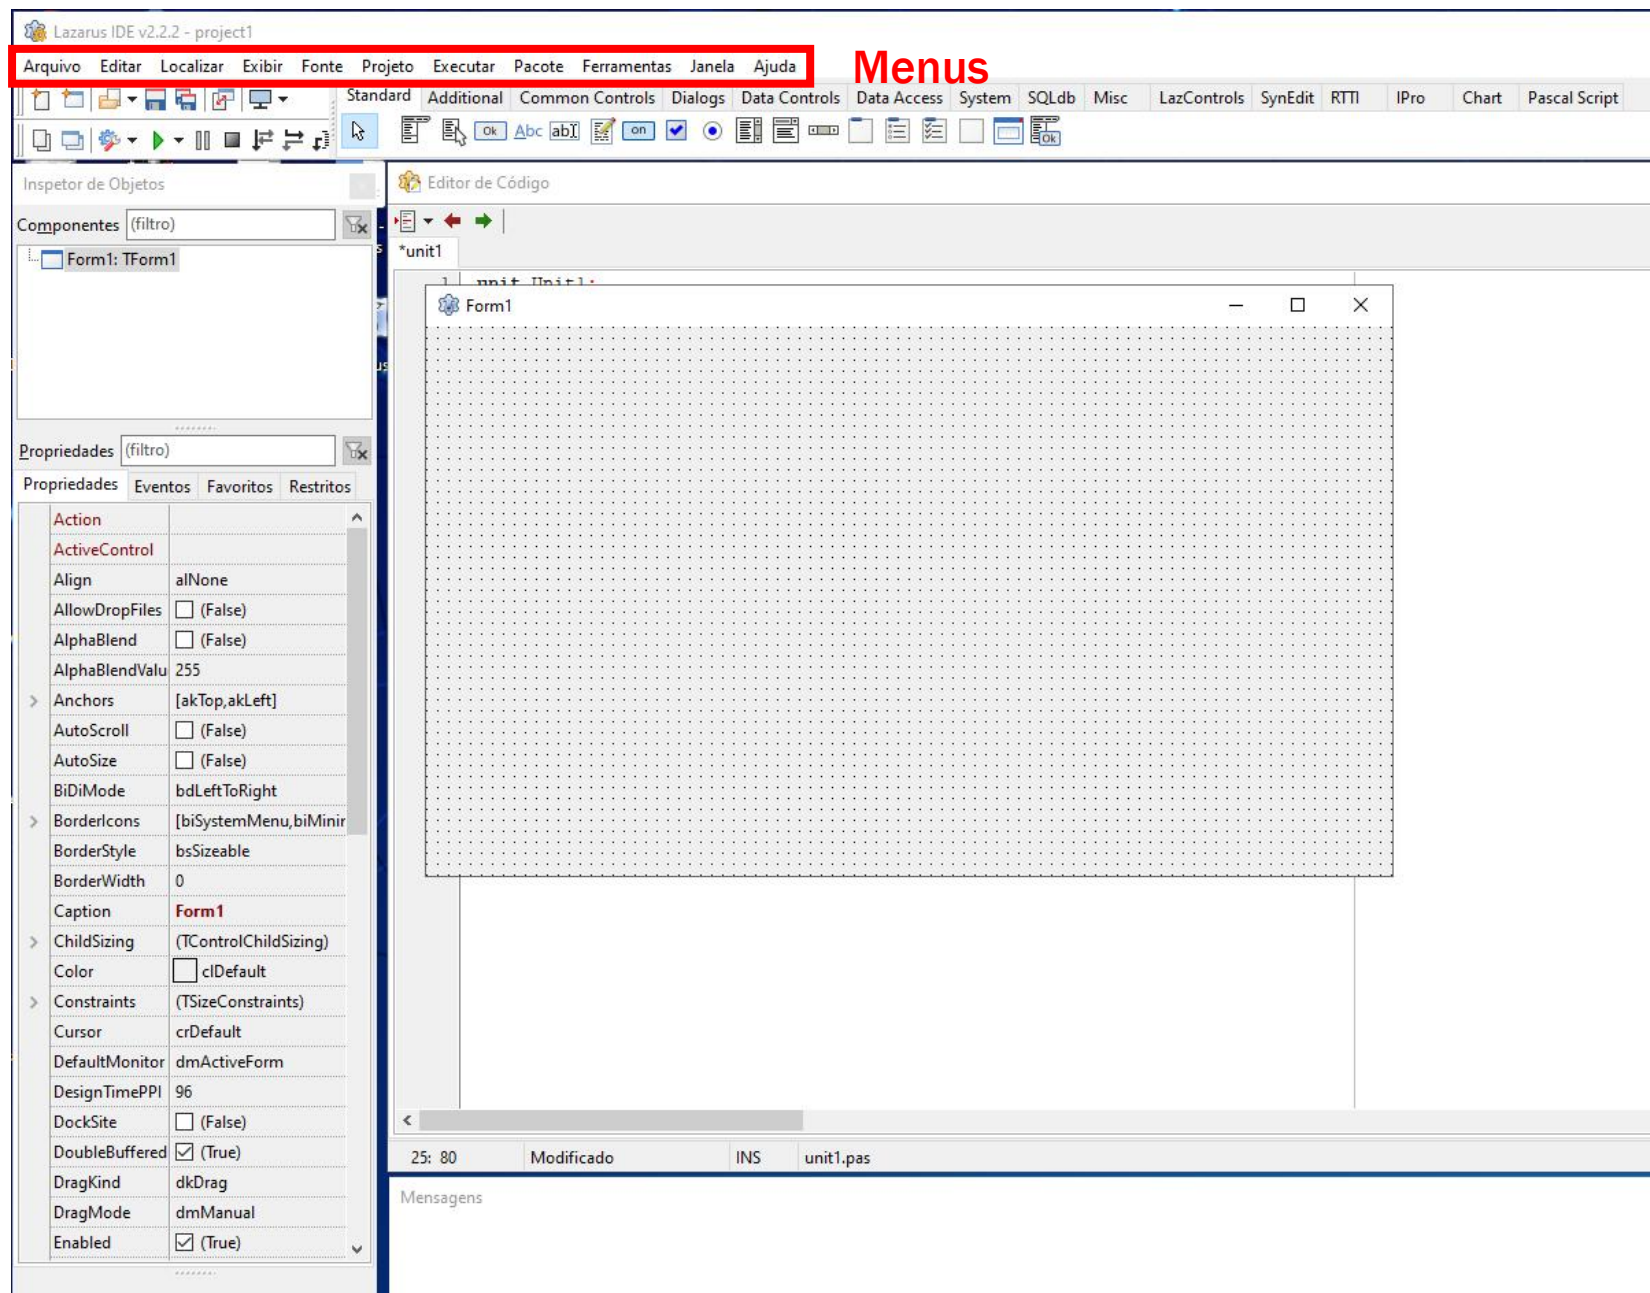 Lazarus IDE v2.2.2 - project1
Arquivo Editar Localizar Exibir Fonte Projeto Executar Pacote Ferramentas Janela Ajuda
Menus
Standard Additional Common Controls Dialogs Data Controls Data Access System SQLdb Misc LazControls SynEdit RTTI IPro Chart Pascal Script
Ok Abc abI on Ok
Inspetor de Objetos
Componentes (filtro)
Form1: TForm1
Propriedades (filtro)
Propriedades Eventos Favoritos Restritos
Action
ActiveControl
Align alNone
AllowDropFiles (False)
AlphaBlend (False)
AlphaBlendValu 255
Anchors [akTop,akLeft]
AutoScroll (False)
AutoSize (False)
BiDiMode bdLeftToRight
BorderIcons [biSystemMenu,biMinir
BorderStyle bsSizeable
BorderWidth 0
Caption Form1
ChildSizing (TControlChildSizing)
Color clDefault
Constraints (TSizeConstraints)
Cursor crDefault
DefaultMonitor dmActiveForm
DesignTimePPI 96
DockSite (False)
DoubleBuffered (True)
DragKind dkDrag
DragMode dmManual
Enabled (True)
Editor de Código
*unit1
1 unit Unit1;
Form1
25: 80 Modificado INS unit1.pas
Mensagens